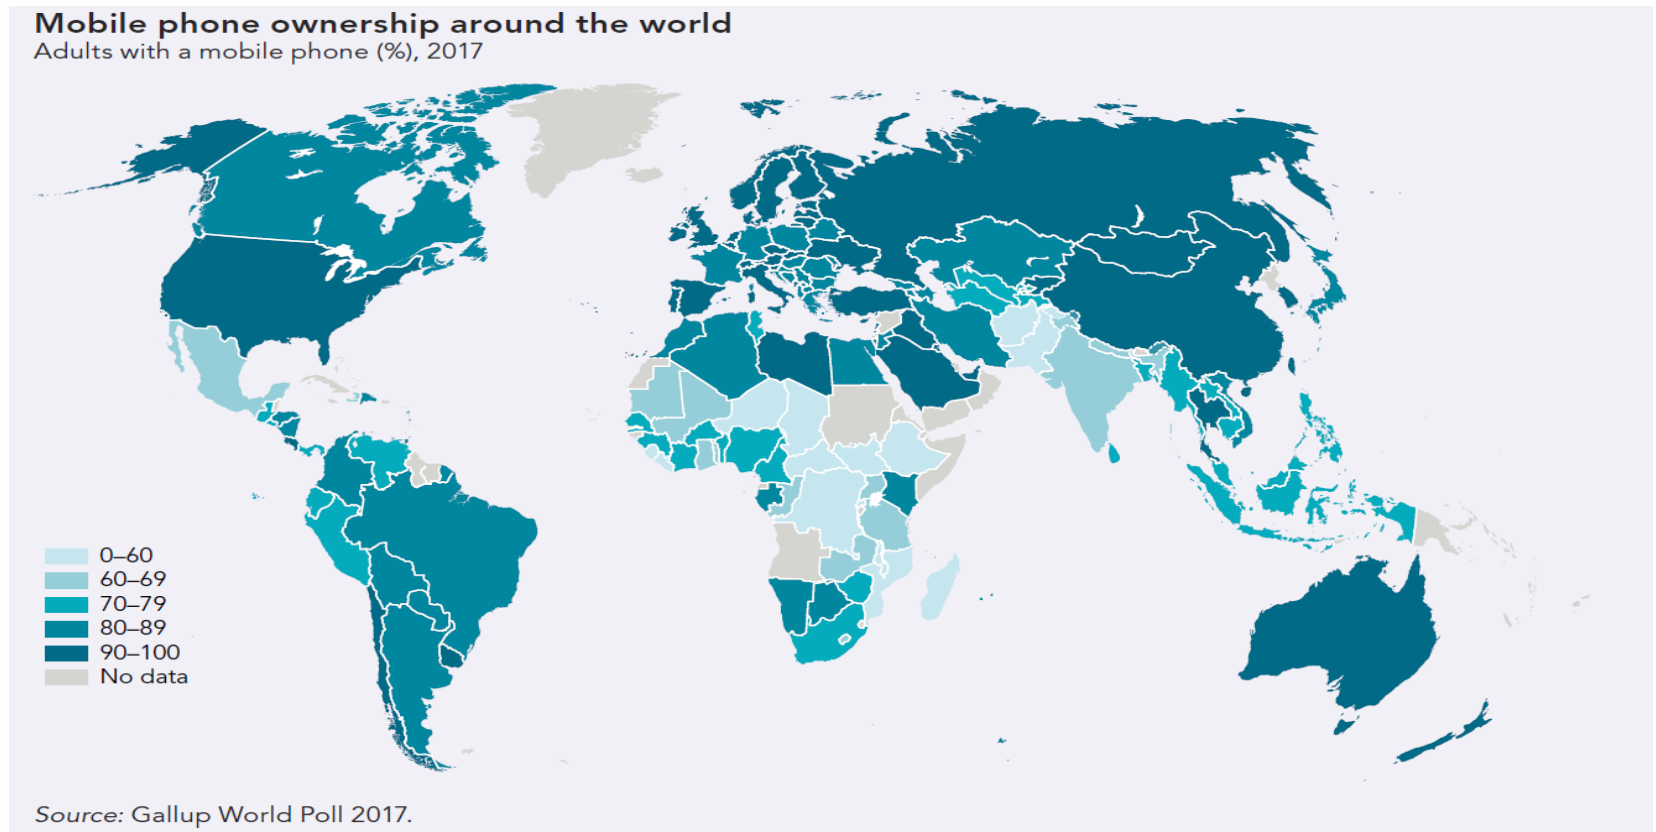 Mobile phone ownership around the world
Adults with a mobile phone (%), 2017
0–60
60–69
70–79
80–89
90–100
No data
Source: Gallup World Poll 2017.